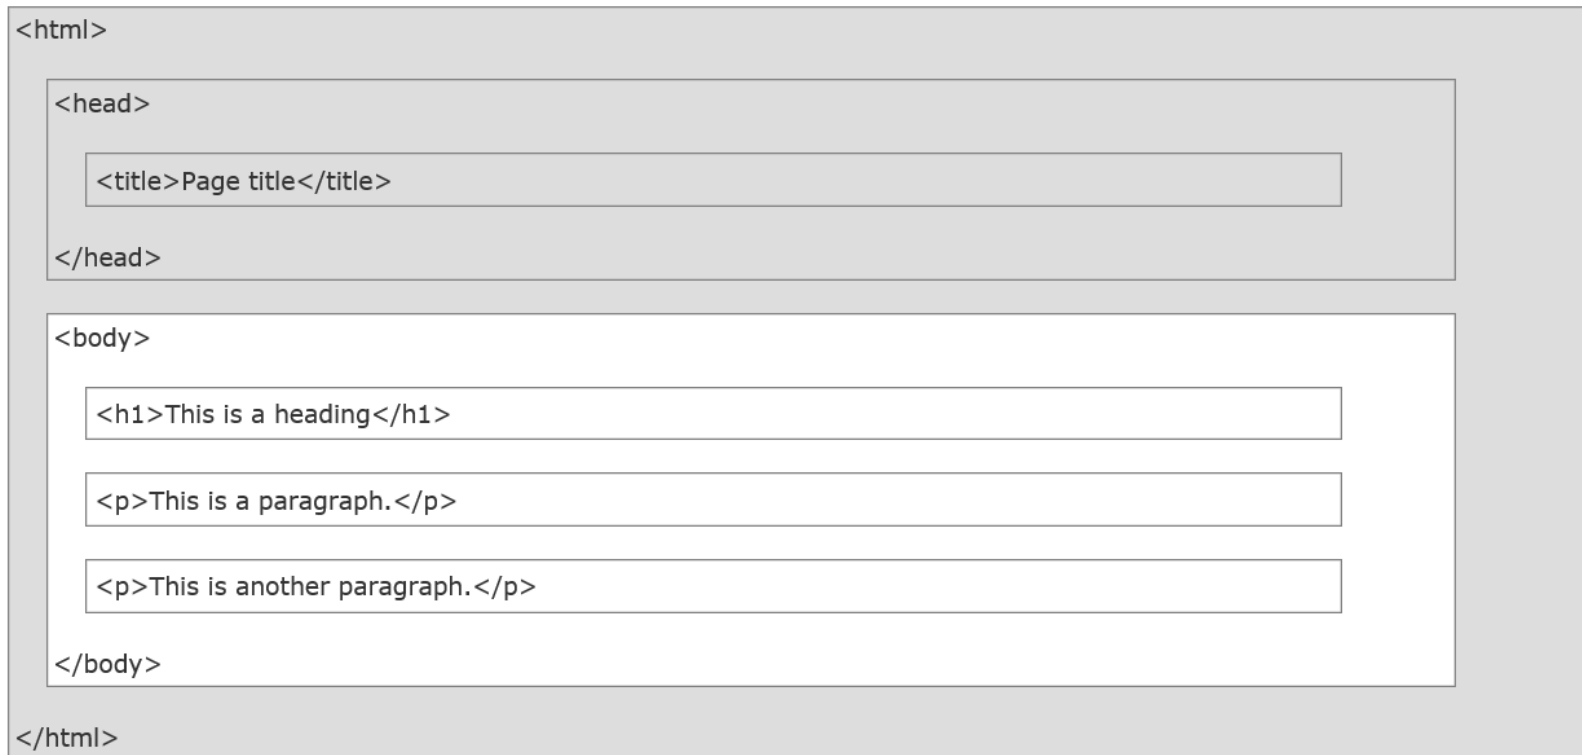 <html>
<head>
<title>Page title</title>
</head>
<body>
<h1>This is a heading</h1>
<p>This is a paragraph.</p>
<p>This is another paragraph.</p>
</body>
</html>